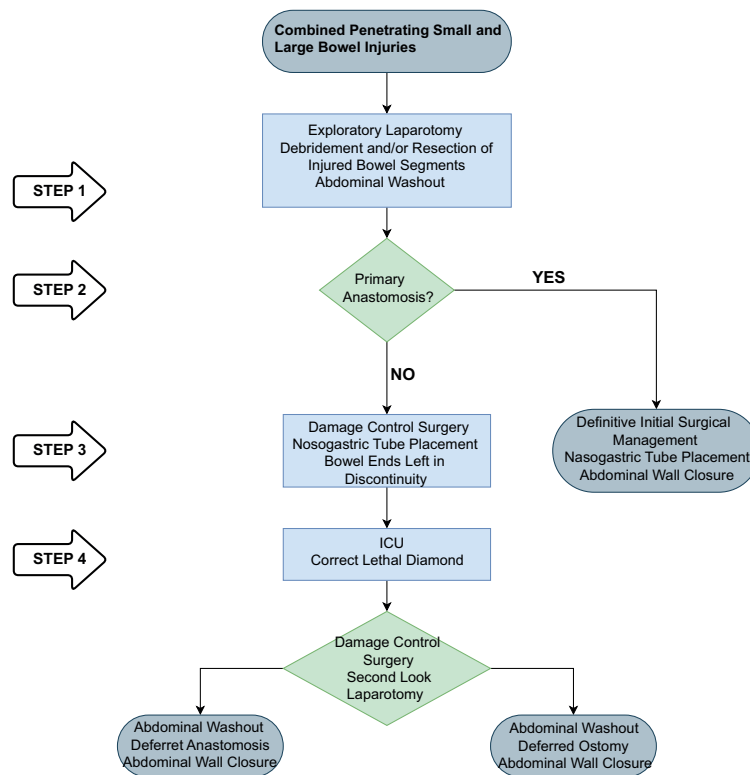 Combined Penetrating Small and
Large Bowel Injuries
Exploratory Laparotomy
Debridement and/or Resection of
Injured Bowel Segments
Abdominal Washout
STEP 1
STEP 2
Primary
Anastomosis?
YES
NO
STEP 3
Damage Control Surgery
Nosogastric Tube Placement
Bowel Ends Left in
Discontinuity
Definitive Initial Surgical
Management
Nasogastric Tube Placement
Abdominal Wall Closure
STEP 4
ICU
Correct Lethal Diamond
Damage Control
Surgery
Second Look
Laparotomy
Abdominal Washout
Deferret Anastomosis
Abdominal Wall Closure
Abdominal Washout
Deferred Ostomy
Abdominal Wall Closure